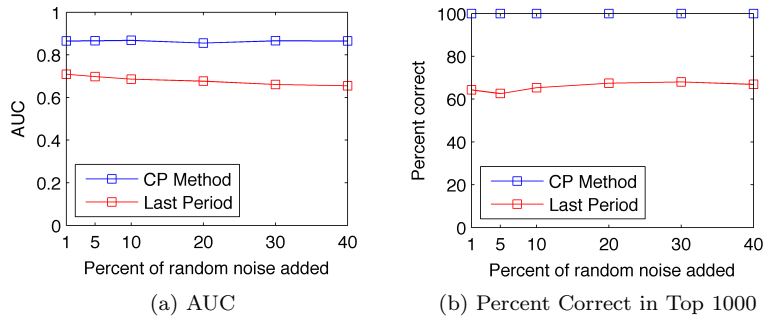 1
0.8
0.6
0.4
0.2
0
AUC
CP Method
Last Period
1 5 10 20 30 40
Percent of random noise added
(a) AUC
100
80
60
40
20
0
Percent correct
CP Method
Last Period
1 5 10 20 30 40
Percent of random noise added
(b) Percent Correct in Top 1000